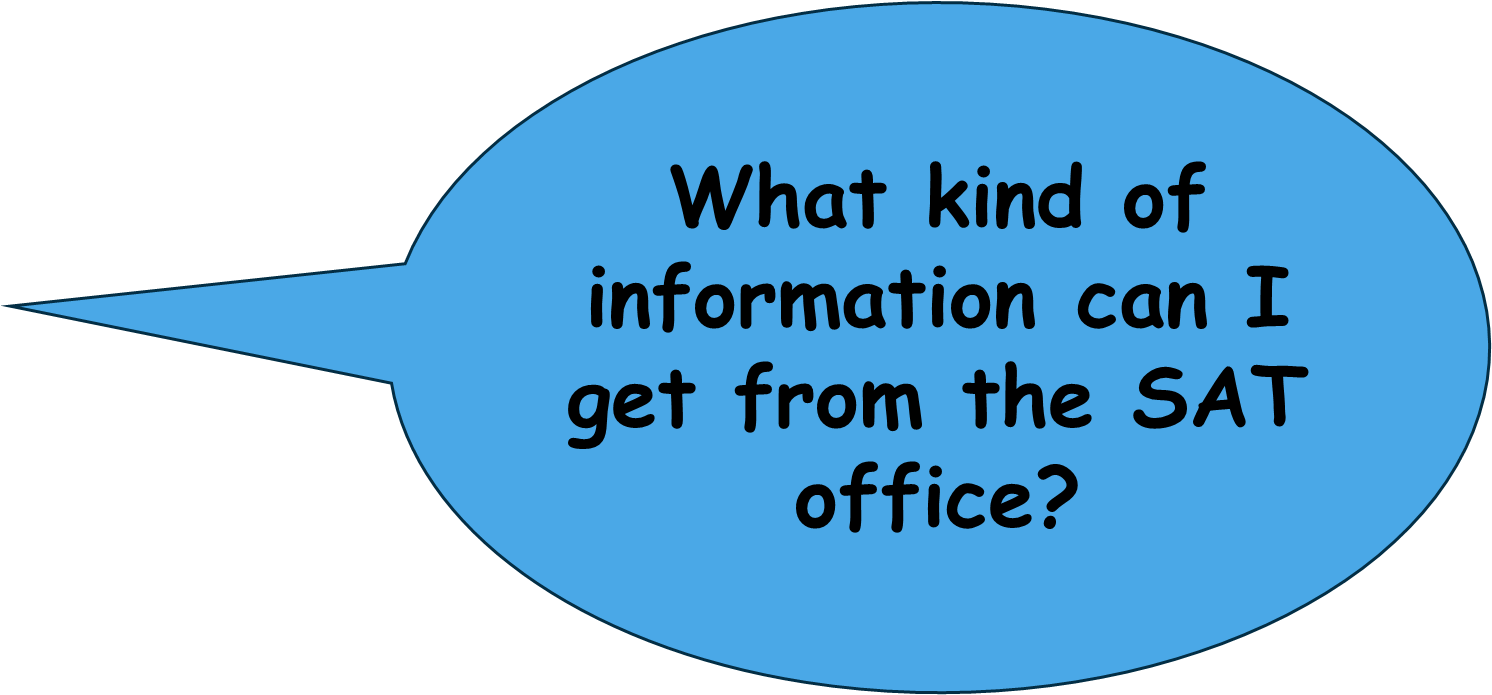 What kind of
information can I
get from the SAT
office?